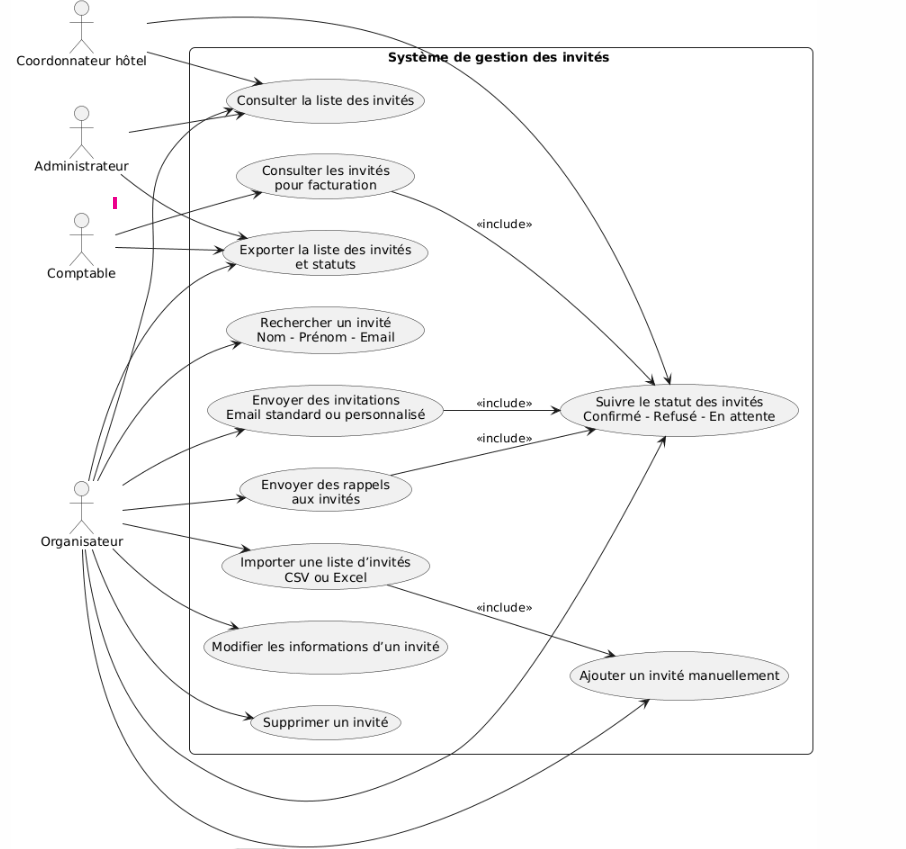 Coordonnateur hôtel
Système de gestion des invités
Consulter la liste des invités
Administrateur
Consulter les invités
pour facturation
«include»
Comptable
Exporter la liste des invités
et statuts
Rechercher un invité
Nom - Prénom - Email
Envoyer des invitations
Email standard ou personnalisé
«include»
Suivre le statut des invités
Confirmé - Refusé - En attente
«include»
Envoyer des rappels
aux invités
Organisateur
Importer une liste d’invités
CSV ou Excel
«include»
Modifier les informations d’un invité
Ajouter un invité manuellement
Supprimer un invité